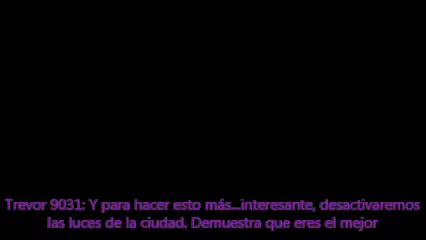 Trevor 9031: Y para hacer esto más...interesante, desactivaremos
las luces de la ciudad. Demuestra que eres el mejor